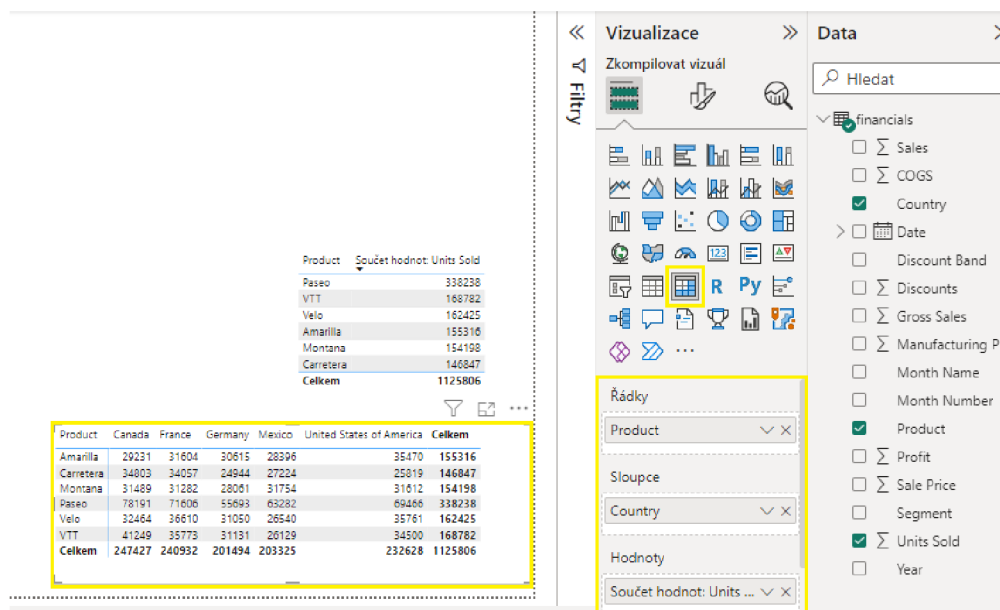 Product Součet hodnot: Units Sold
Paseo 338238
VTT 168782
Velo 162425
Amarilla 155316
Montana 154198
Carretera 146847
Celkem 1125806
Product Canada France Germany Mexico United States of America Celkem
Amarilla 29231 31604 30615 28396 35470 155316
Carretera 34803 34057 24944 27224 25819 146847
Montana 31489 31282 28061 31754 31612 154198
Paseo 78191 71606 55693 63282 69466 338238
Velo 32464 36610 31050 26540 35761 162425
VTT 41249 35773 31131 26129 34500 168782
Celkem 247427 240932 201494 203325 232628 1125806
Filtry
Vizualizace
Zkompilovat vizuál
123
R
Py
Řádky
Product
Sloupce
Country
Hodnoty
Součet hodnot: Units ...
Data
Hledat
financials
Sales
COGS
Country
Date
Discount Band
Discounts
Gross Sales
Manufacturing P
Month Name
Month Number
Product
Profit
Sale Price
Segment
Units Sold
Year